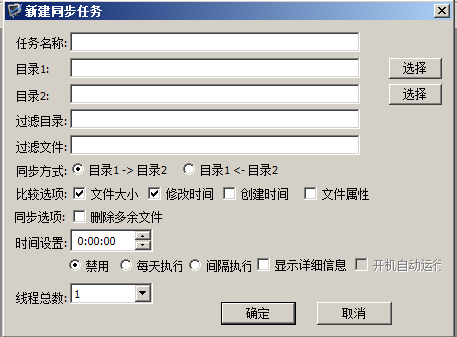 新建同步任务
任务名称:
目录1: 选择
目录2: 选择
过滤目录:
过滤文件:
同步方式: 目录1 -> 目录2 目录1 <- 目录2
比较选项: 文件大小 修改时间 创建时间 文件属性
同步选项: 删除多余文件
时间设置: 0:00:00
禁用 每天执行 间隔执行 显示详细信息 开机自动运行
线程总数: 1
确定 取消